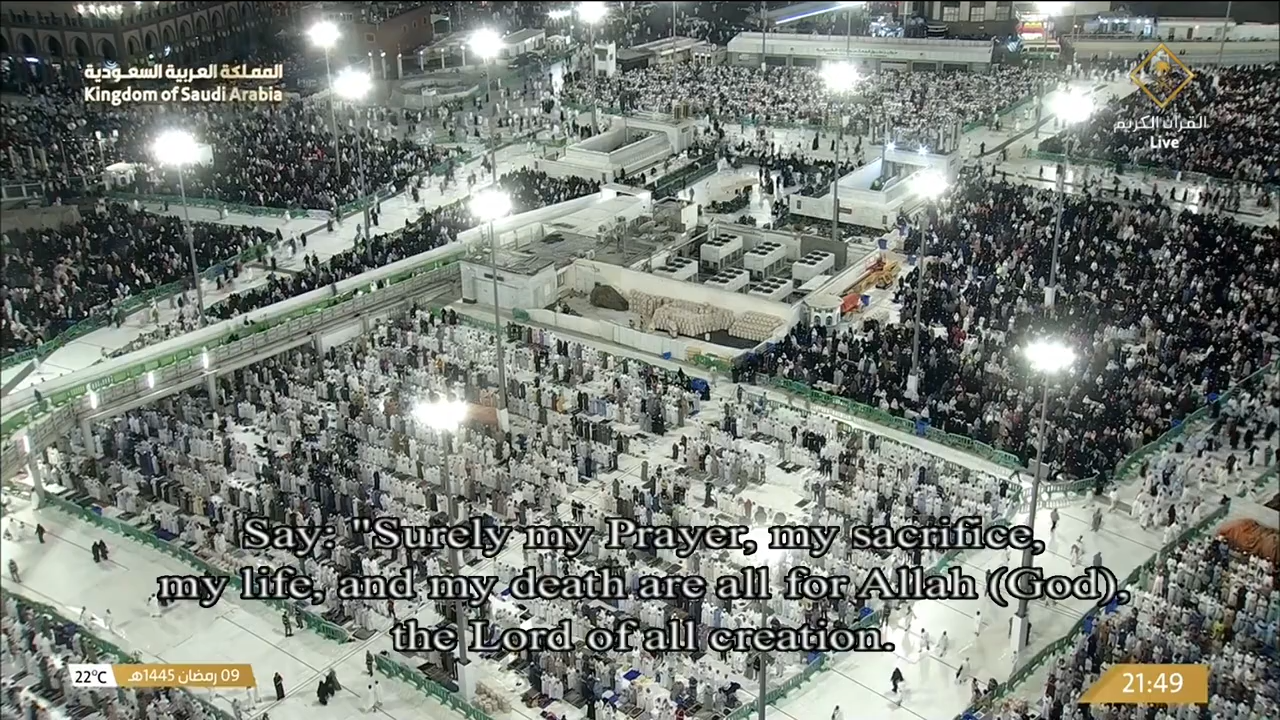 المملكة العربية السعودية
Kingdom of Saudi Arabia
القرآن الكريم
Live
Say: "Surely my Prayer, my sacrifice,
my life, and my death are all for Allah (God),
the Lord of all creation.
22°C
09 رمضان 1445هـ
21:49